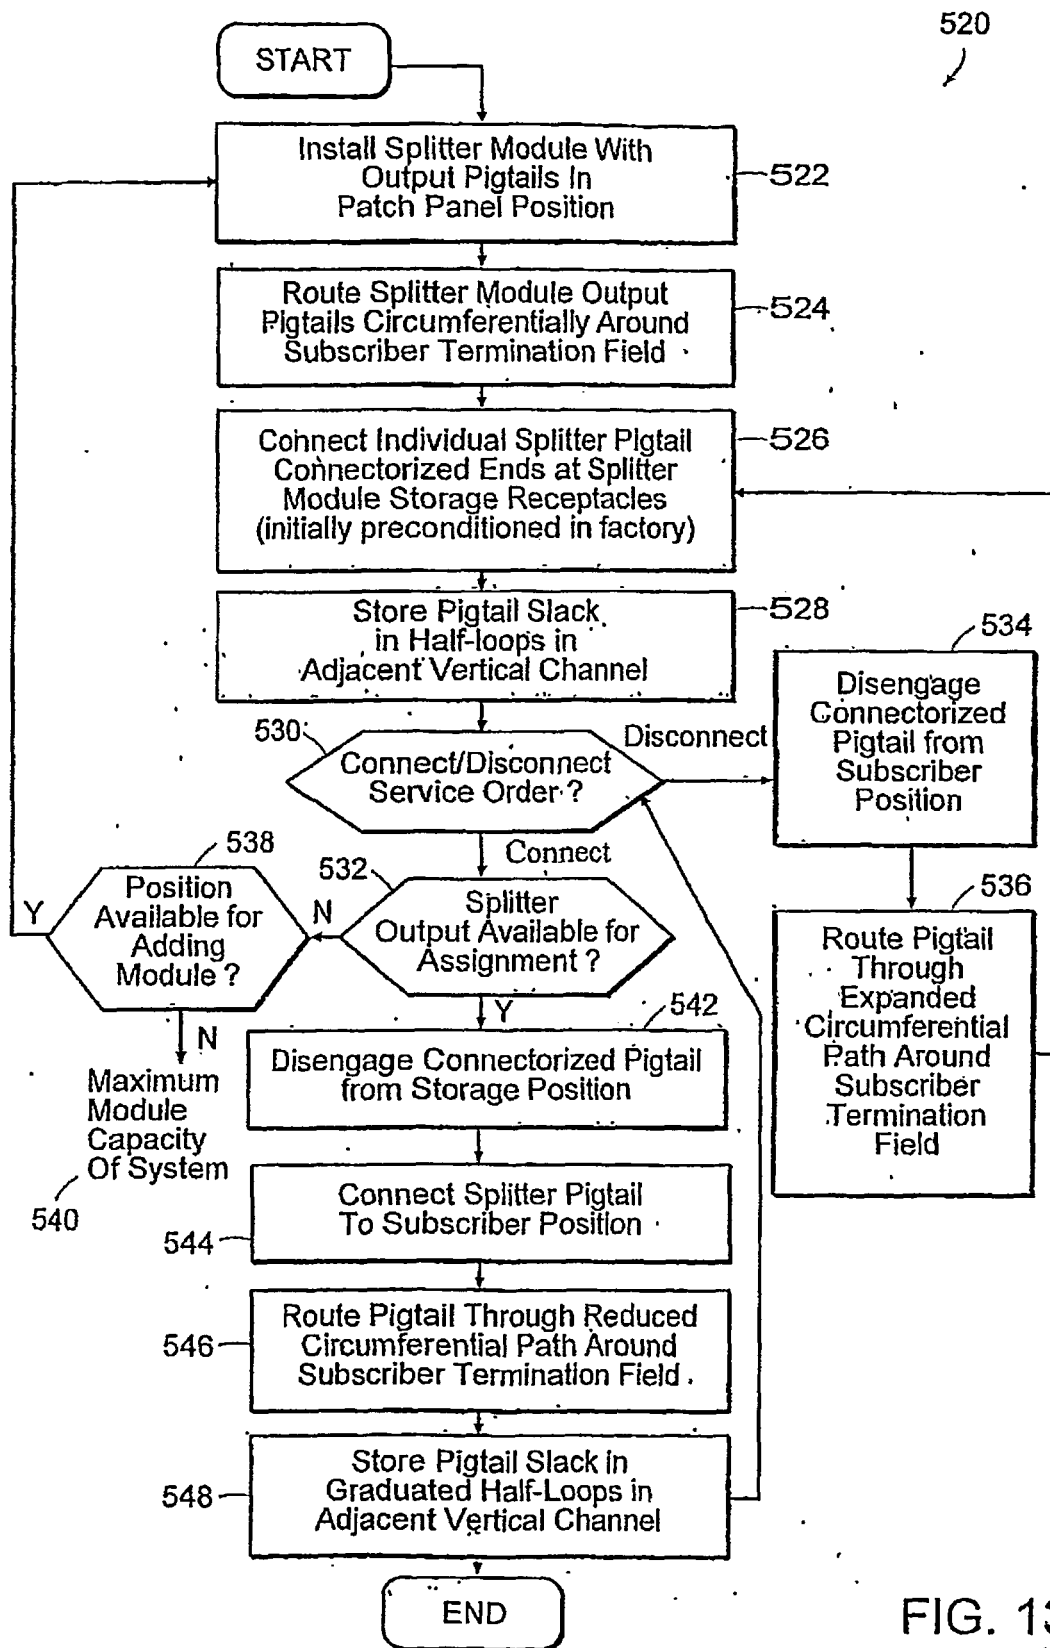 520
START
Install Splitter Module With
Output Pigtails In
Patch Panel Position
522
Route Splitter Module Output
Pigtails Circumferentially Around
Subscriber Termination Field
524
Connect Individual Splitter Pigtail
Connectorized Ends at Splitter
Module Storage Receptacles
(initially preconditioned in factory)
526
Store Pigtail Slack
in Half-loops in
Adjacent Vertical Channel
528
530
Connect/Disconnect
Service Order ?
Disconnect
534
Disengage
Connectorized
Pigtail from
Subscriber
Position
Connect
538
Position
Available for
Adding
Module ?
Y
N
532
Splitter
Output Available for
Assignment ?
536
Route Pigtail
Through
Expanded
Circumferential
Path Around
Subscriber
Termination
Field
N
Maximum
Module
Capacity
Of System
540
Y
542
Disengage Connectorized Pigtail
from Storage Position
Connect Splitter Pigtail
To Subscriber Position
544
Route Pigtail Through Reduced
Circumferential Path Around
Subscriber Termination Field
546
Store Pigtail Slack in
Graduated Half-Loops in
Adjacent Vertical Channel
548
END
FIG. 13